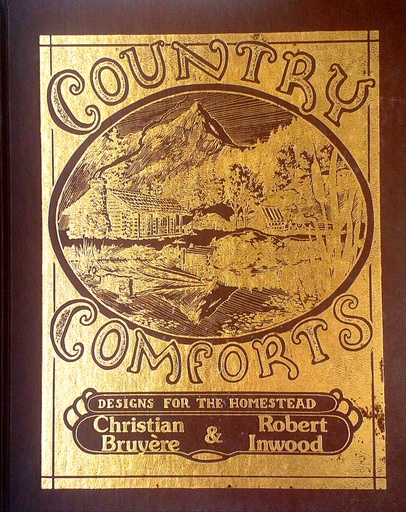 COUNTRY
COMFORTS
DESIGNS FOR THE HOMESTEAD
Christian Bruyère & Robert Inwood